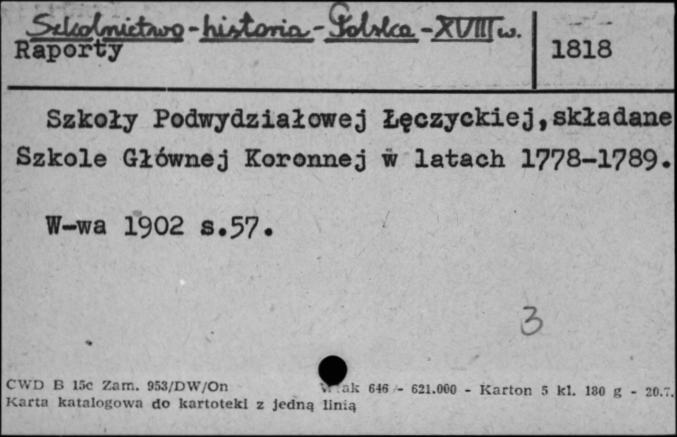 Szkolnictwo - historia - Polska - XVIII w.
Raporty
1818
Szkoły Podwydziałowej Łęczyckiej, składane
Szkole Głównej Koronnej w latach 1778-1789.
W-wa 1902 s.57.
3
CWD B 15c Zam. 953/DW/On ak 646 - 621.000 - Karton 5 kl. 180 g - 20.7.
Karta katalogowa do kartoteki z jedną linią